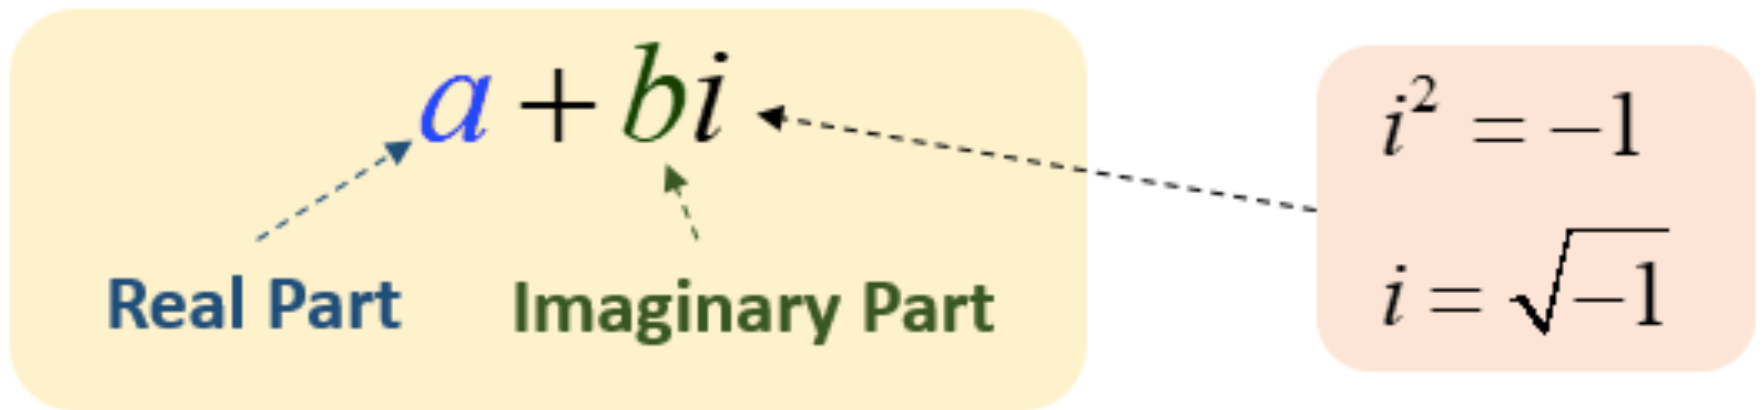 a + bi
Real Part
Imaginary Part
i² = −1
i = √−1